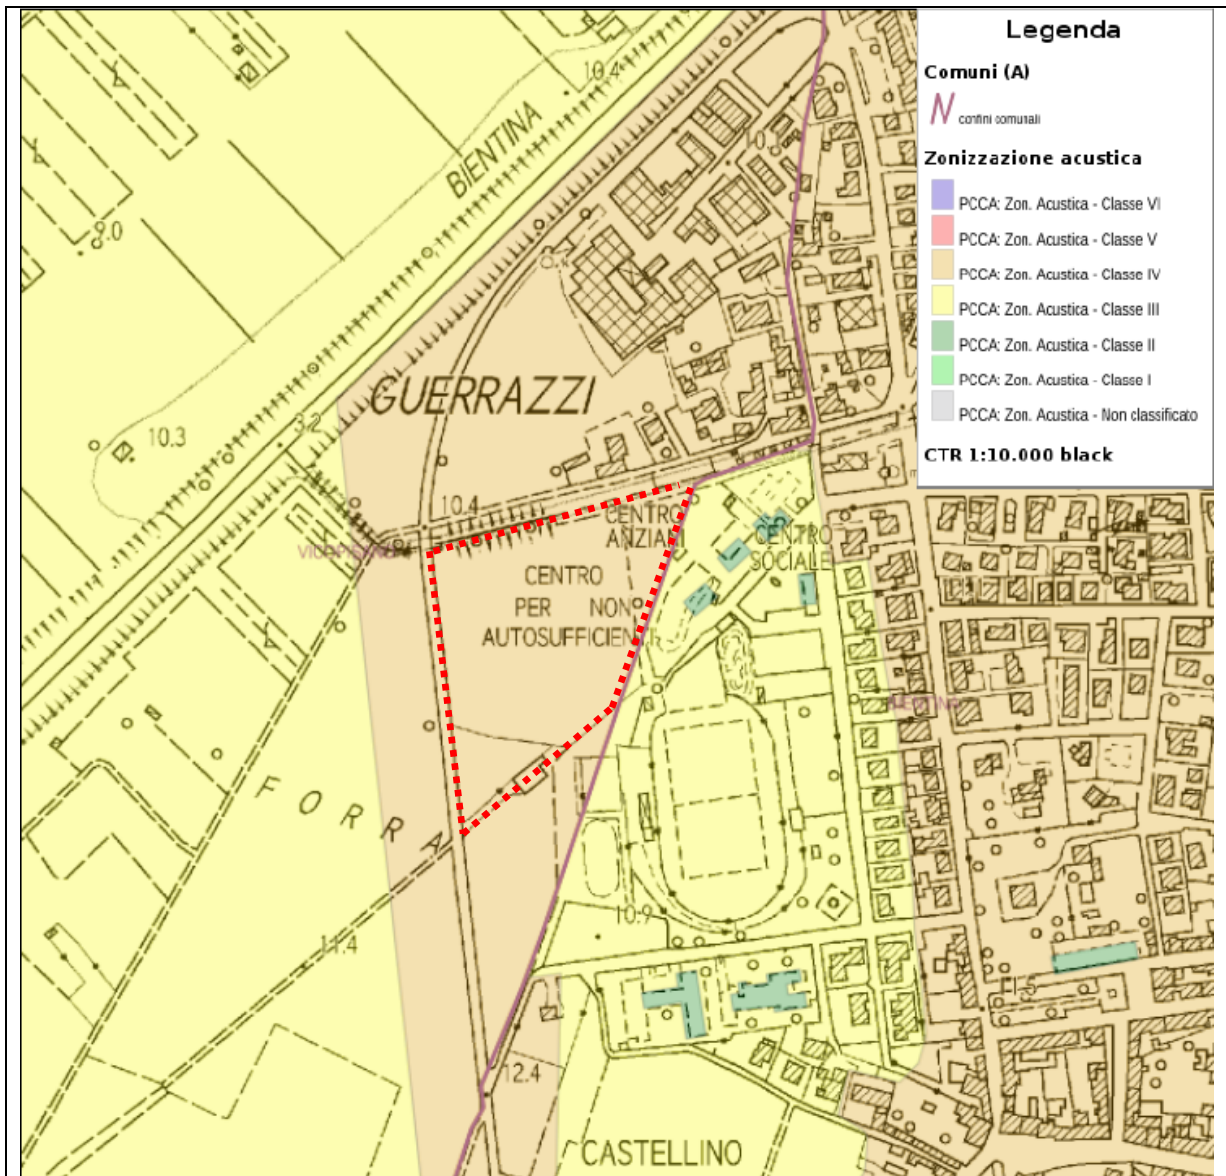 Legenda
Comuni (A)
confini comunali
Zonizzazione acustica
PCCA: Zon. Acustica - Classe VI
PCCA: Zon. Acustica - Classe V
PCCA: Zon. Acustica - Classe IV
PCCA: Zon. Acustica - Classe III
PCCA: Zon. Acustica - Classe II
PCCA: Zon. Acustica - Classe I
PCCA: Zon. Acustica - Non classificato
CTR 1:10.000 black
10.4
BIENTINA
9.0
GUERRAZZI
3.2
10.3
10.4
CENTRO
ANZIANI
CENTRO
SOCIALE
CENTRO
PER NON
AUTOSUFFICIENTI
FORRA
10.9
11.4
12.4
CASTELLINO